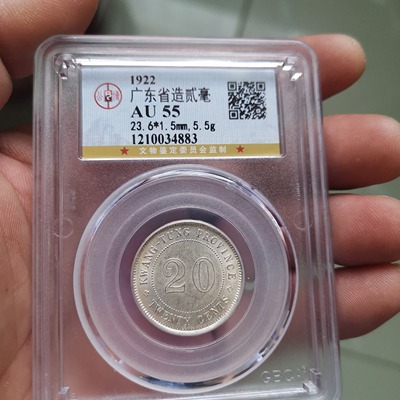 1922
广东省造贰毫
AU 55
23.6*1.5mm,5.5g
1210034883
★ 文物鉴定委员会监制 ★
KWANG-TUNG PROVINCE
20
TWENTY CENTS